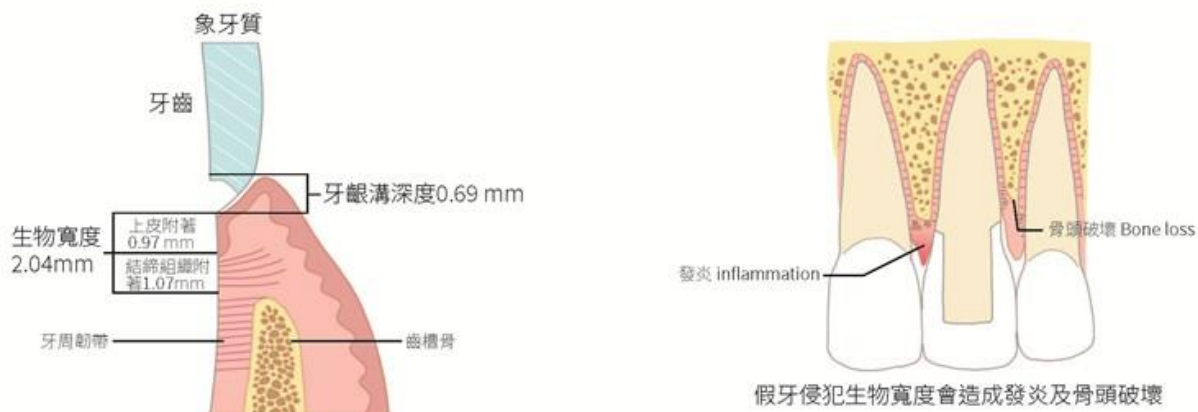 象牙質
牙齒
牙齦溝深度0.69 mm
生物寬度
2.04mm
上皮附著
0.97 mm
結締組織附
著1.07mm
牙周韌帶
齒槽骨
骨頭破壞 Bone loss
發炎 inflammation
假牙侵犯生物寬度會造成發炎及骨頭破壞